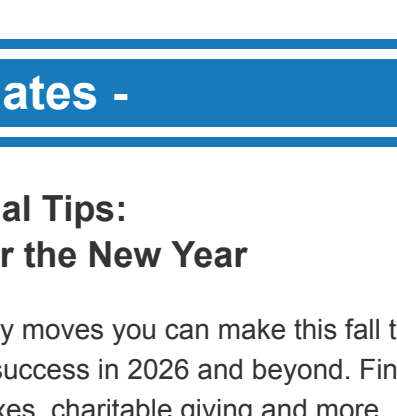 ates -
al Tips:
r the New Year
y moves you can make this fall t
success in 2026 and beyond. Fin
xes, charitable giving and more